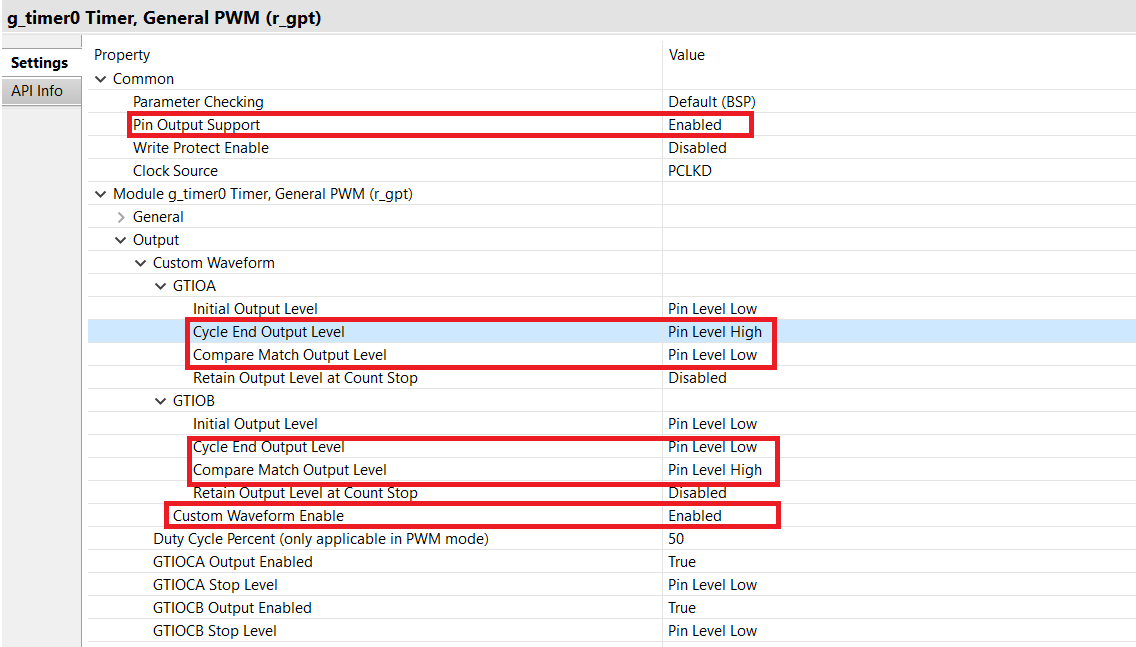 g_timer0 Timer, General PWM (r_gpt)
Settings
API Info
Property Value
Common
Parameter Checking Default (BSP)
Pin Output Support Enabled
Write Protect Enable Disabled
Clock Source PCLKD
Module g_timer0 Timer, General PWM (r_gpt)
General
Output
Custom Waveform
GTIOA
Initial Output Level Pin Level Low
Cycle End Output Level Pin Level High
Compare Match Output Level Pin Level Low
Retain Output Level at Count Stop Disabled
GTIOB
Initial Output Level Pin Level Low
Cycle End Output Level Pin Level Low
Compare Match Output Level Pin Level High
Retain Output Level at Count Stop Disabled
Custom Waveform Enable Enabled
Duty Cycle Percent (only applicable in PWM mode) 50
GTIOCA Output Enabled True
GTIOCA Stop Level Pin Level Low
GTIOCB Output Enabled True
GTIOCB Stop Level Pin Level Low